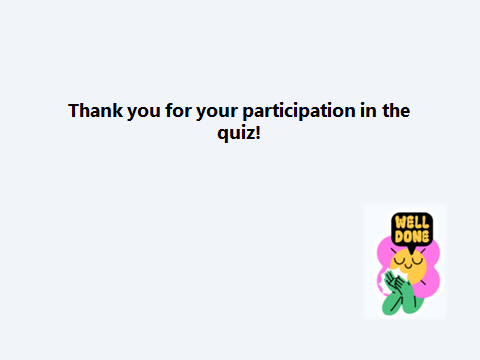 Thank you for your participation in the
quiz!
WELL
DONE